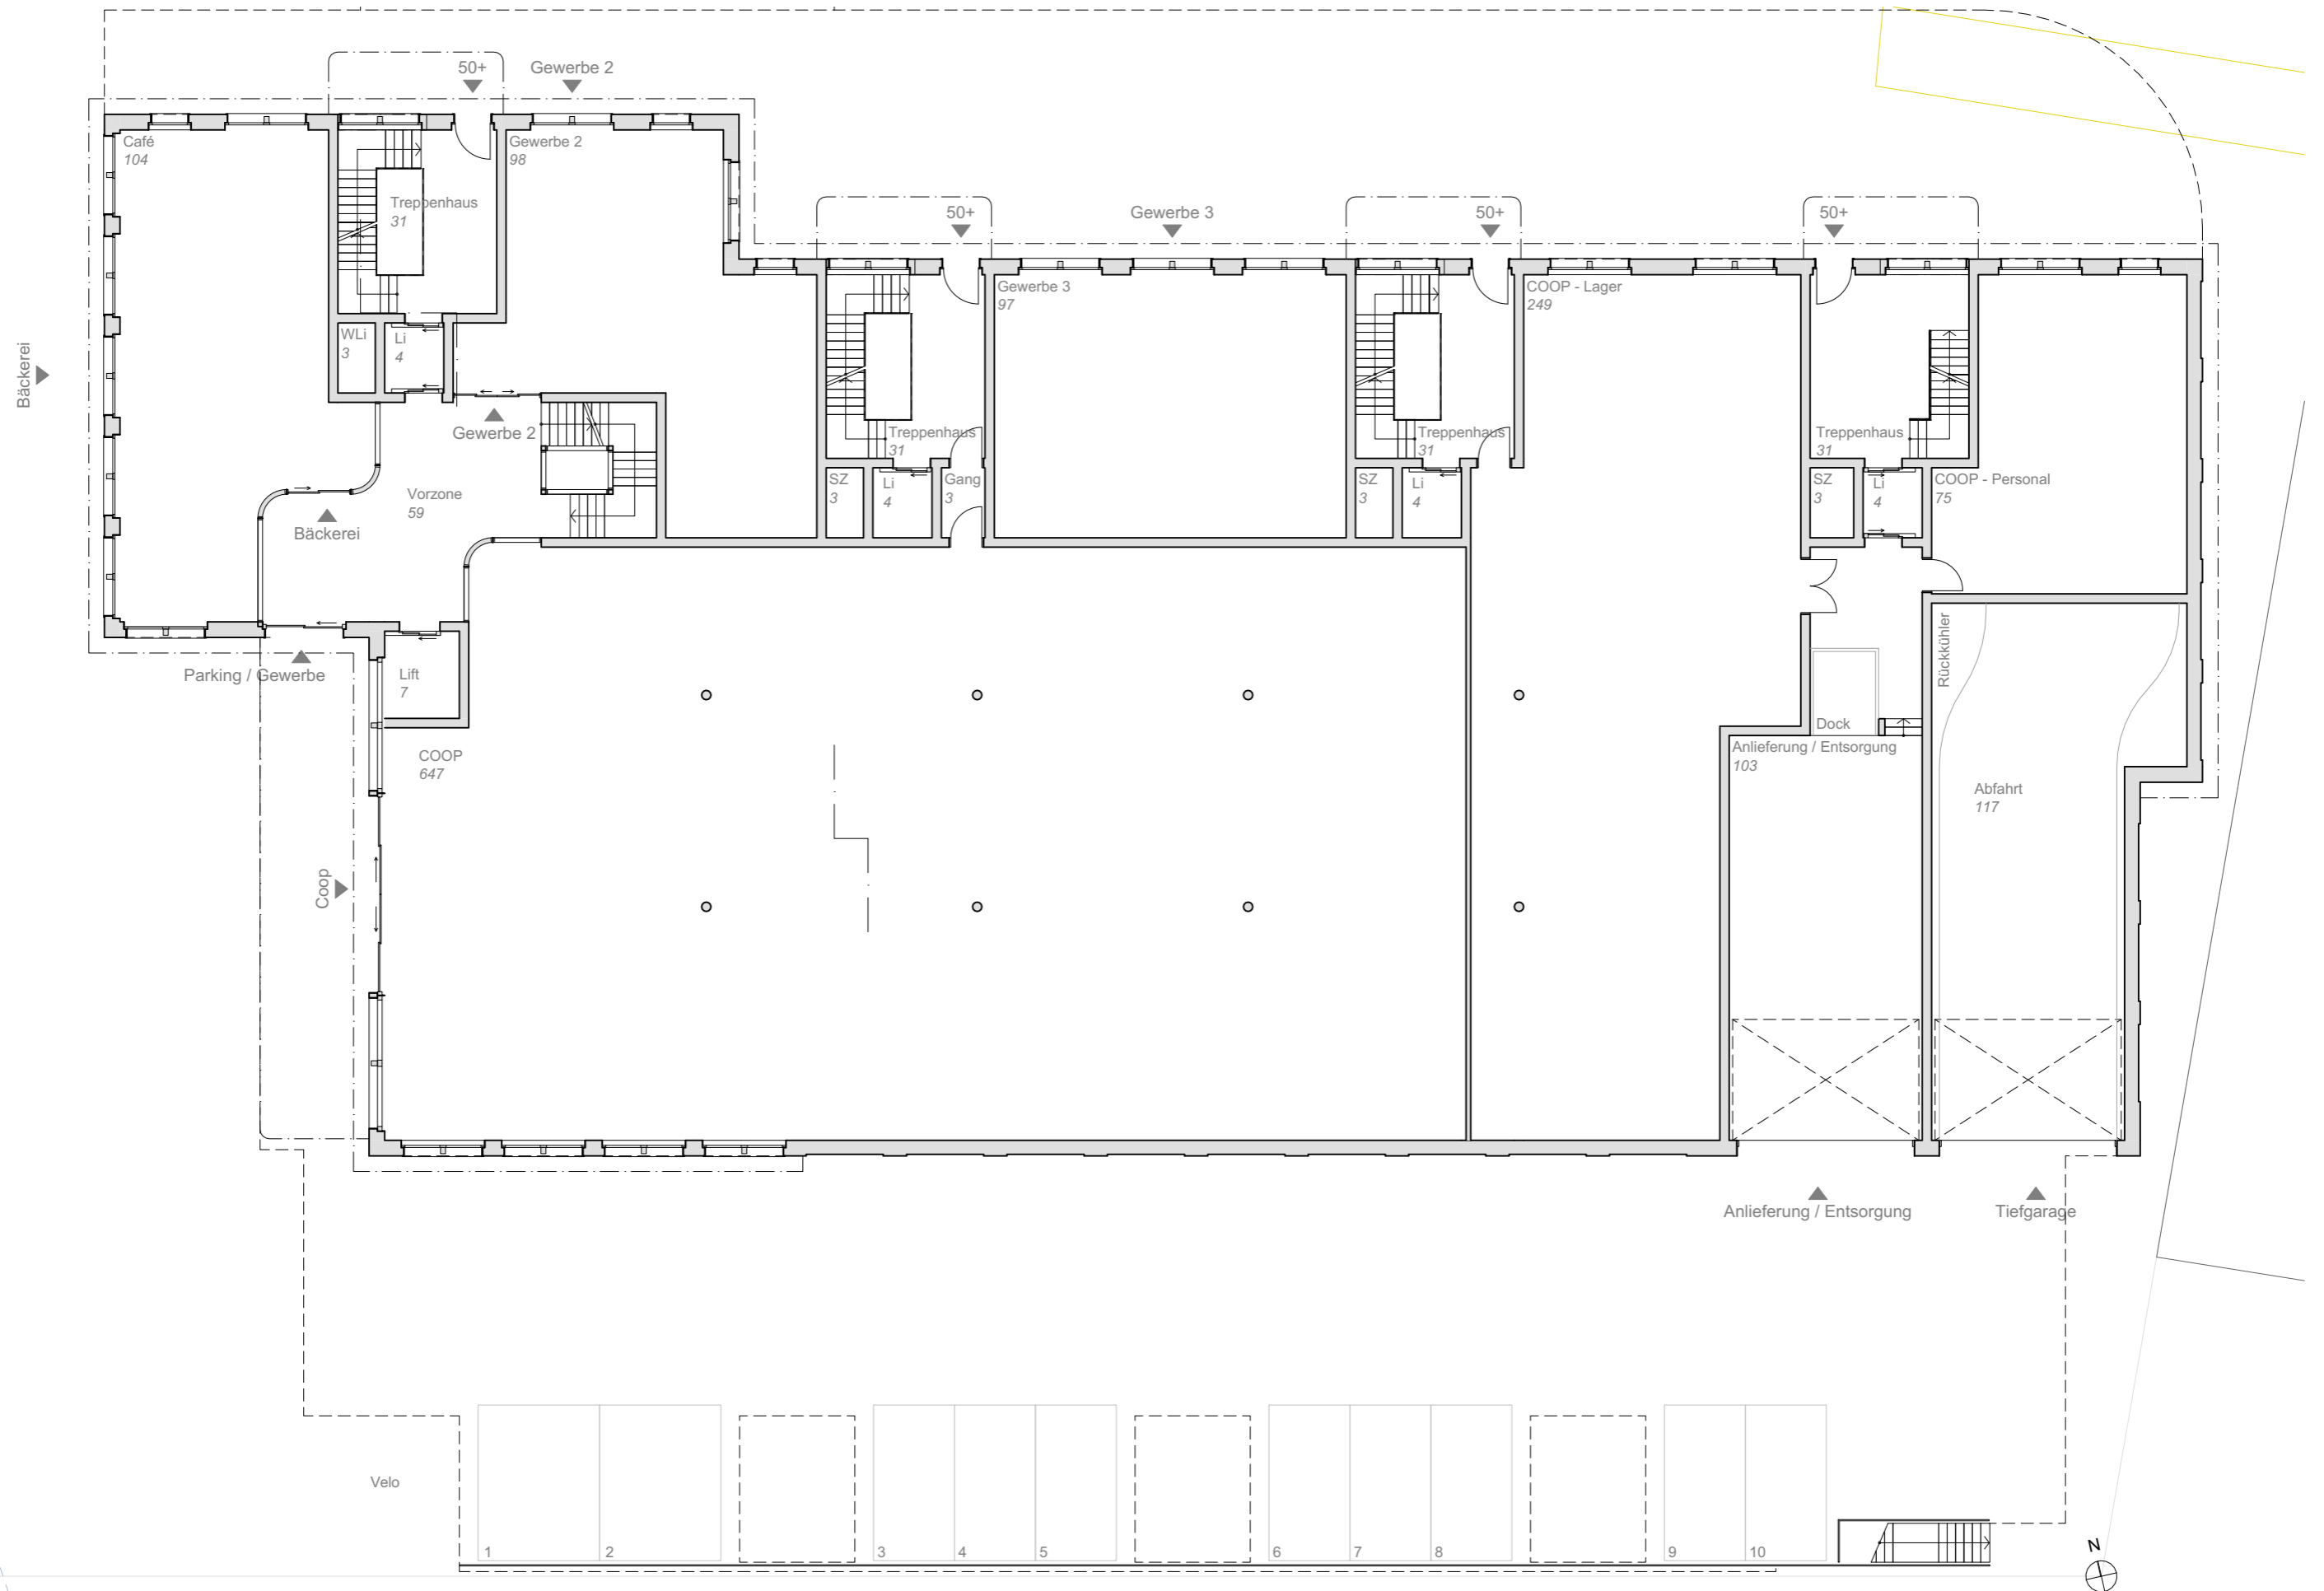 50+
Gewerbe 2
Café
104
Gewerbe 2
98
Treppenhaus
31
50+
Gewerbe 3
50+
50+
Gewerbe 3
97
COOP - Lager
249
WLi
3
Li
4
Bäckerei
Gewerbe 2
Treppenhaus
31
Treppenhaus
31
Treppenhaus
31
Vorzone
59
SZ
3
Li
4
Gang
3
SZ
3
Li
4
SZ
3
Li
4
COOP - Personal
75
Bäckerei
Parking / Gewerbe
Lift
7
Rückkühler
Dock
COOP
647
Anlieferung / Entsorgung
103
Abfahrt
117
Coop
Anlieferung / Entsorgung
Tiefgarage
Velo
1
2
3
4
5
6
7
8
9
10
N